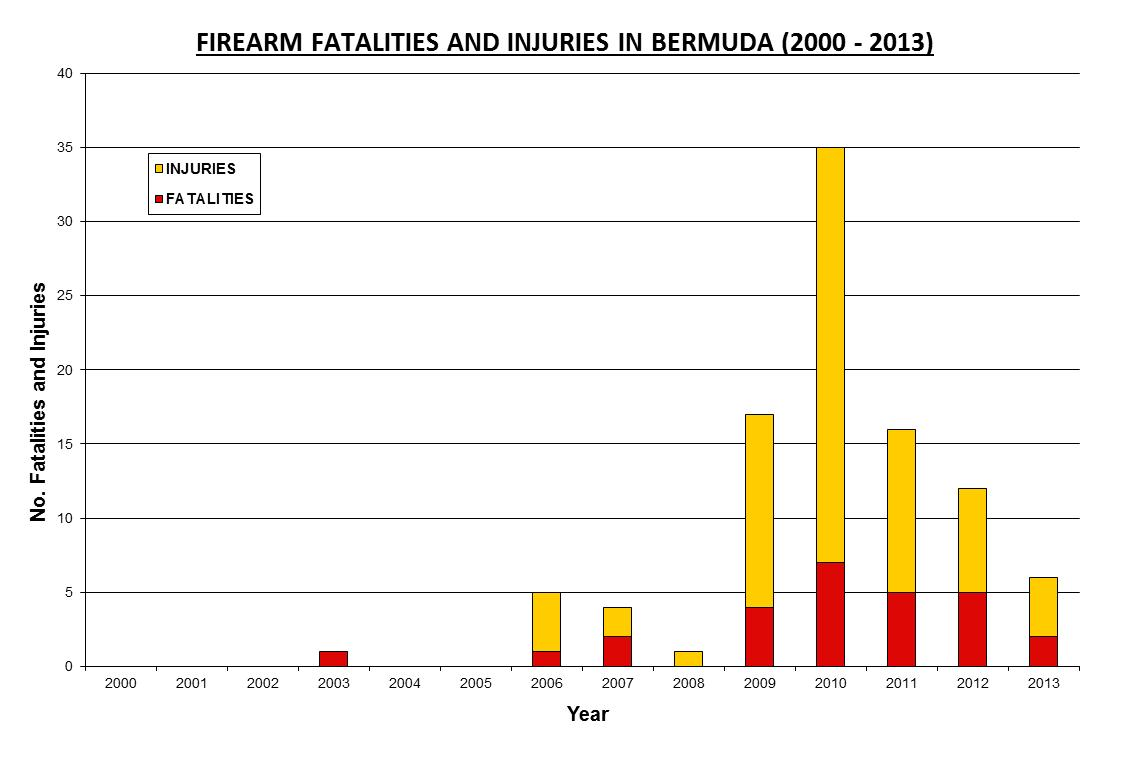 FIREARM FATALITIES AND INJURIES IN BERMUDA (2000 - 2013)
40
35
30
25
20
15
10
5
0
No. Fatalities and Injuries
INJURIES
FATALITIES
2000 2001 2002 2003 2004 2005 2006 2007 2008 2009 2010 2011 2012 2013
Year